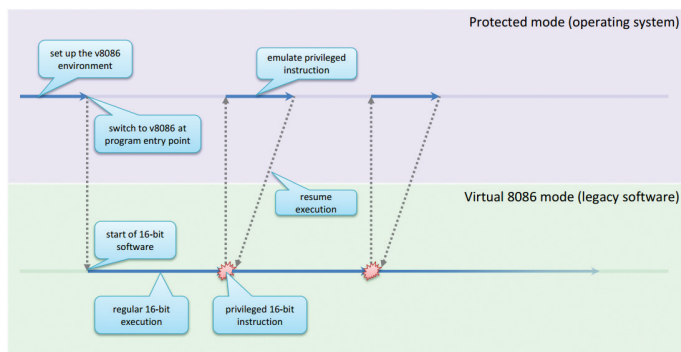 Protected mode (operating system)
set up the v8086
environment
emulate privileged
instruction
switch to v8086 at
program entry point
resume
execution
Virtual 8086 mode (legacy software)
start of 16-bit
software
regular 16-bit
execution
privileged 16-bit
instruction